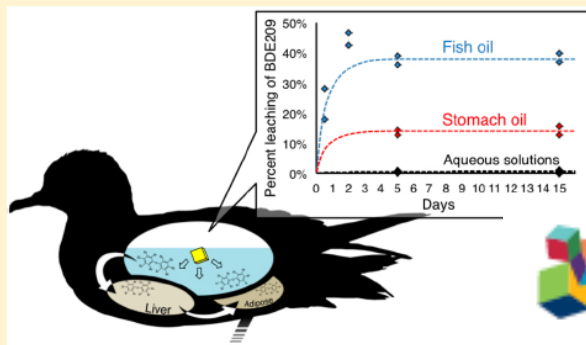 Percent leaching of BDE209
50%
40%
30%
20%
10%
0%
Fish oil
Stomach oil
Aqueous solutions
0 1 2 3 4 5 6 7 8 9 10 11 12 13 14 15
Days
Liver
Adipose